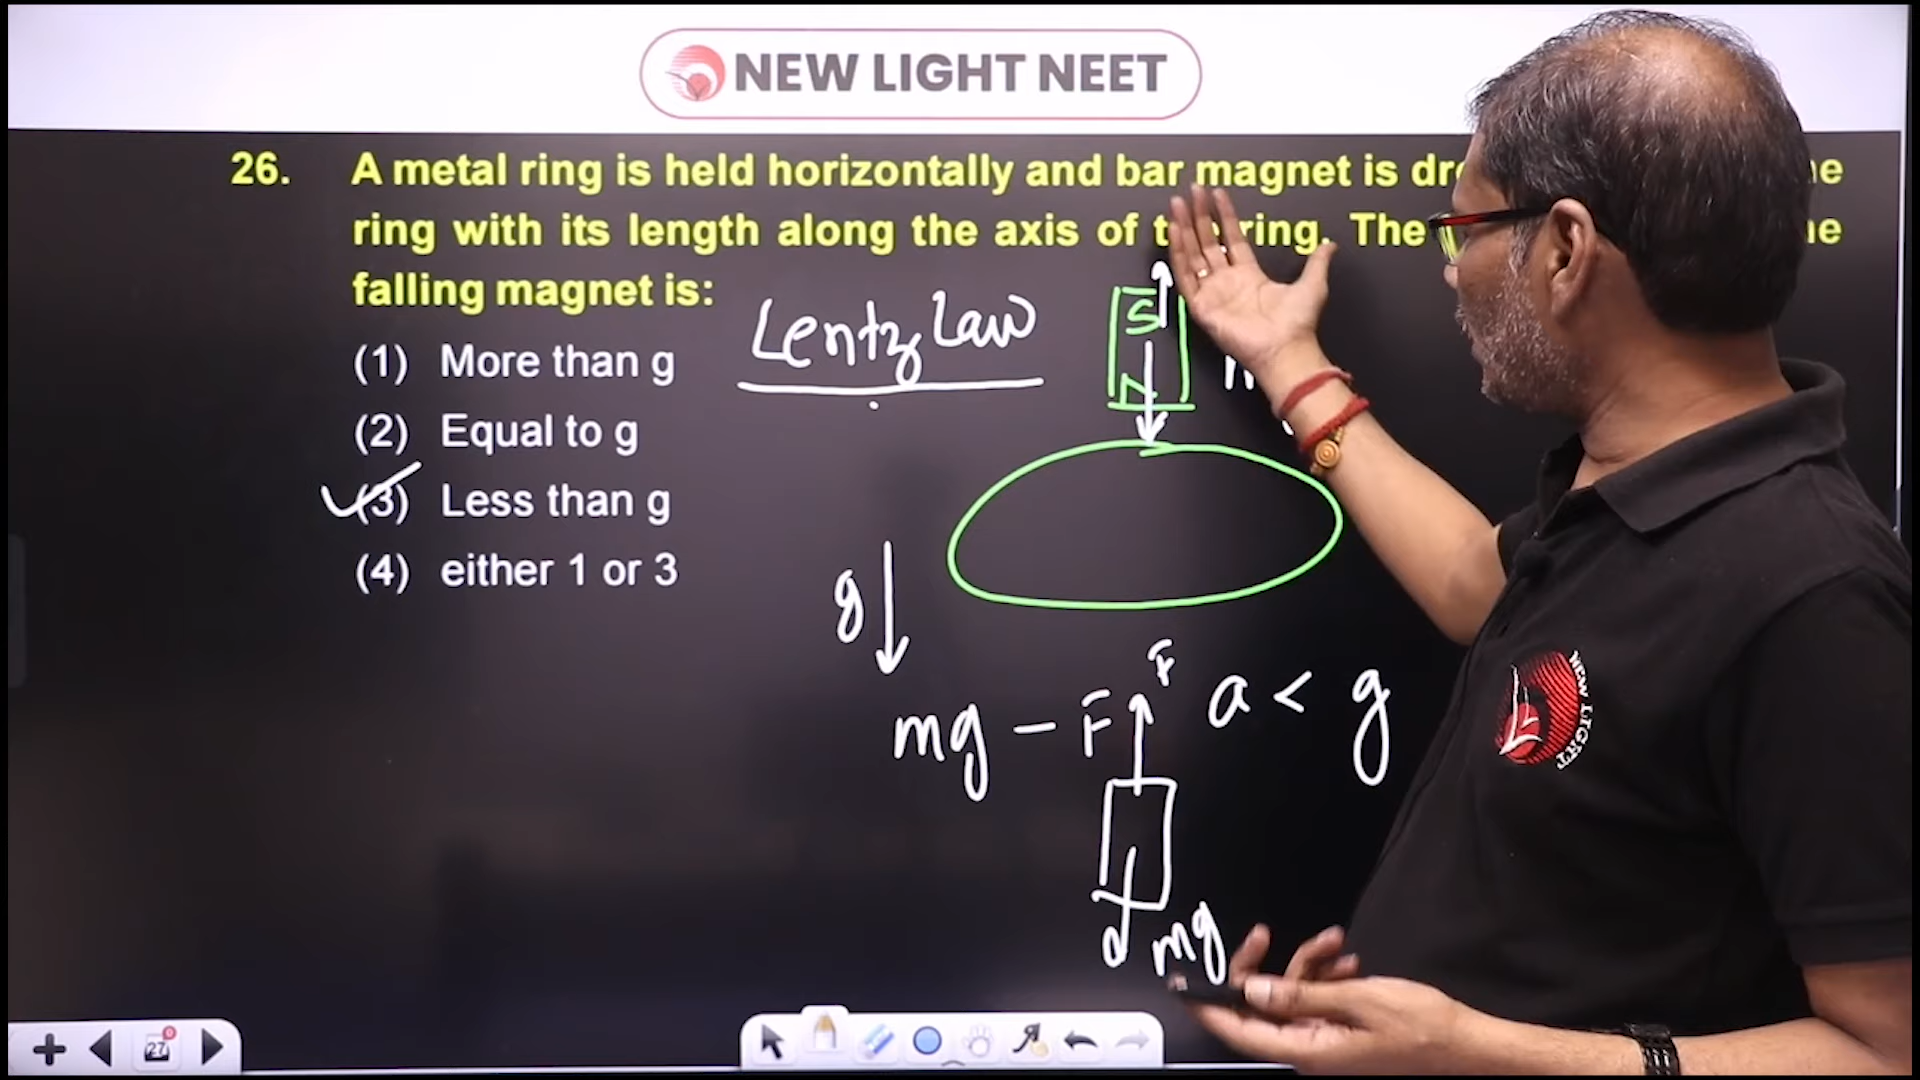 NEW LIGHT NEET
26. A metal ring is held horizontally and bar magnet is
ring with its length along the axis of ring. The
falling magnet is:
Lentz Law
(1) More than g
(2) Equal to g
(3) Less than g
(4) either 1 or 3
S
N
g
F
mg - F a < g
mg
NEW LIGHT
27